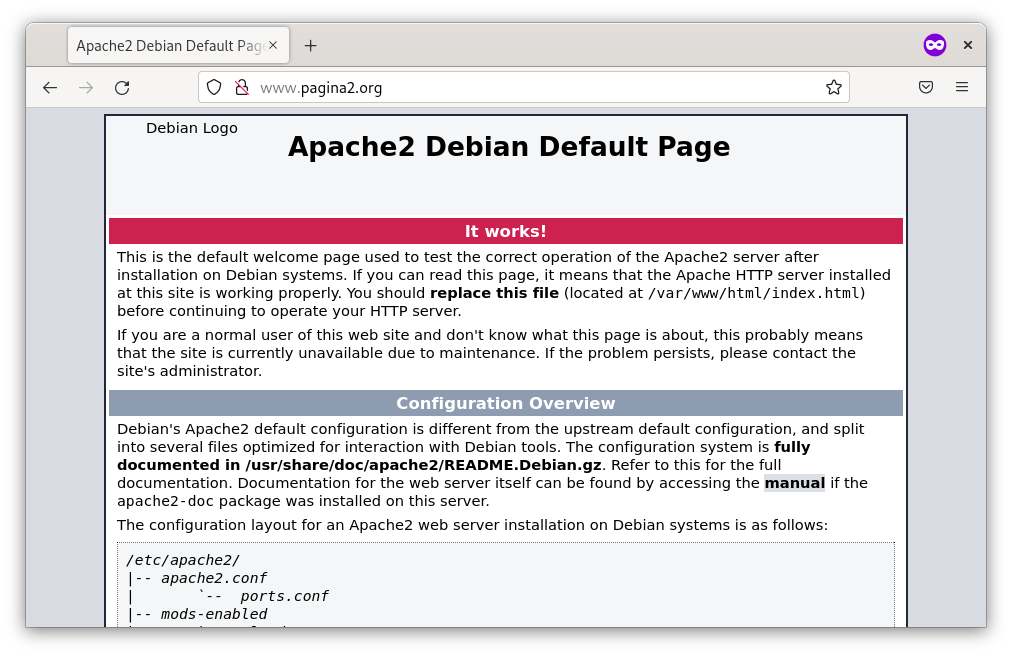 Apache2 Debian Default Page
www.pagina2.org
Debian Logo
Apache2 Debian Default Page
It works!
This is the default welcome page used to test the correct operation of the Apache2 server after
installation on Debian systems. If you can read this page, it means that the Apache HTTP server installed
at this site is working properly. You should replace this file (located at /var/www/html/index.html)
before continuing to operate your HTTP server.
If you are a normal user of this web site and don't know what this page is about, this probably means
that the site is currently unavailable due to maintenance. If the problem persists, please contact the
site's administrator.
Configuration Overview
Debian's Apache2 default configuration is different from the upstream default configuration, and split
into several files optimized for interaction with Debian tools. The configuration system is fully
documented in /usr/share/doc/apache2/README.Debian.gz. Refer to this for the full
documentation. Documentation for the web server itself can be found by accessing the manual if the
apache2-doc package was installed on this server.
The configuration layout for an Apache2 web server installation on Debian systems is as follows:
/etc/apache2/
|-- apache2.conf
|       `--  ports.conf
|-- mods-enabled